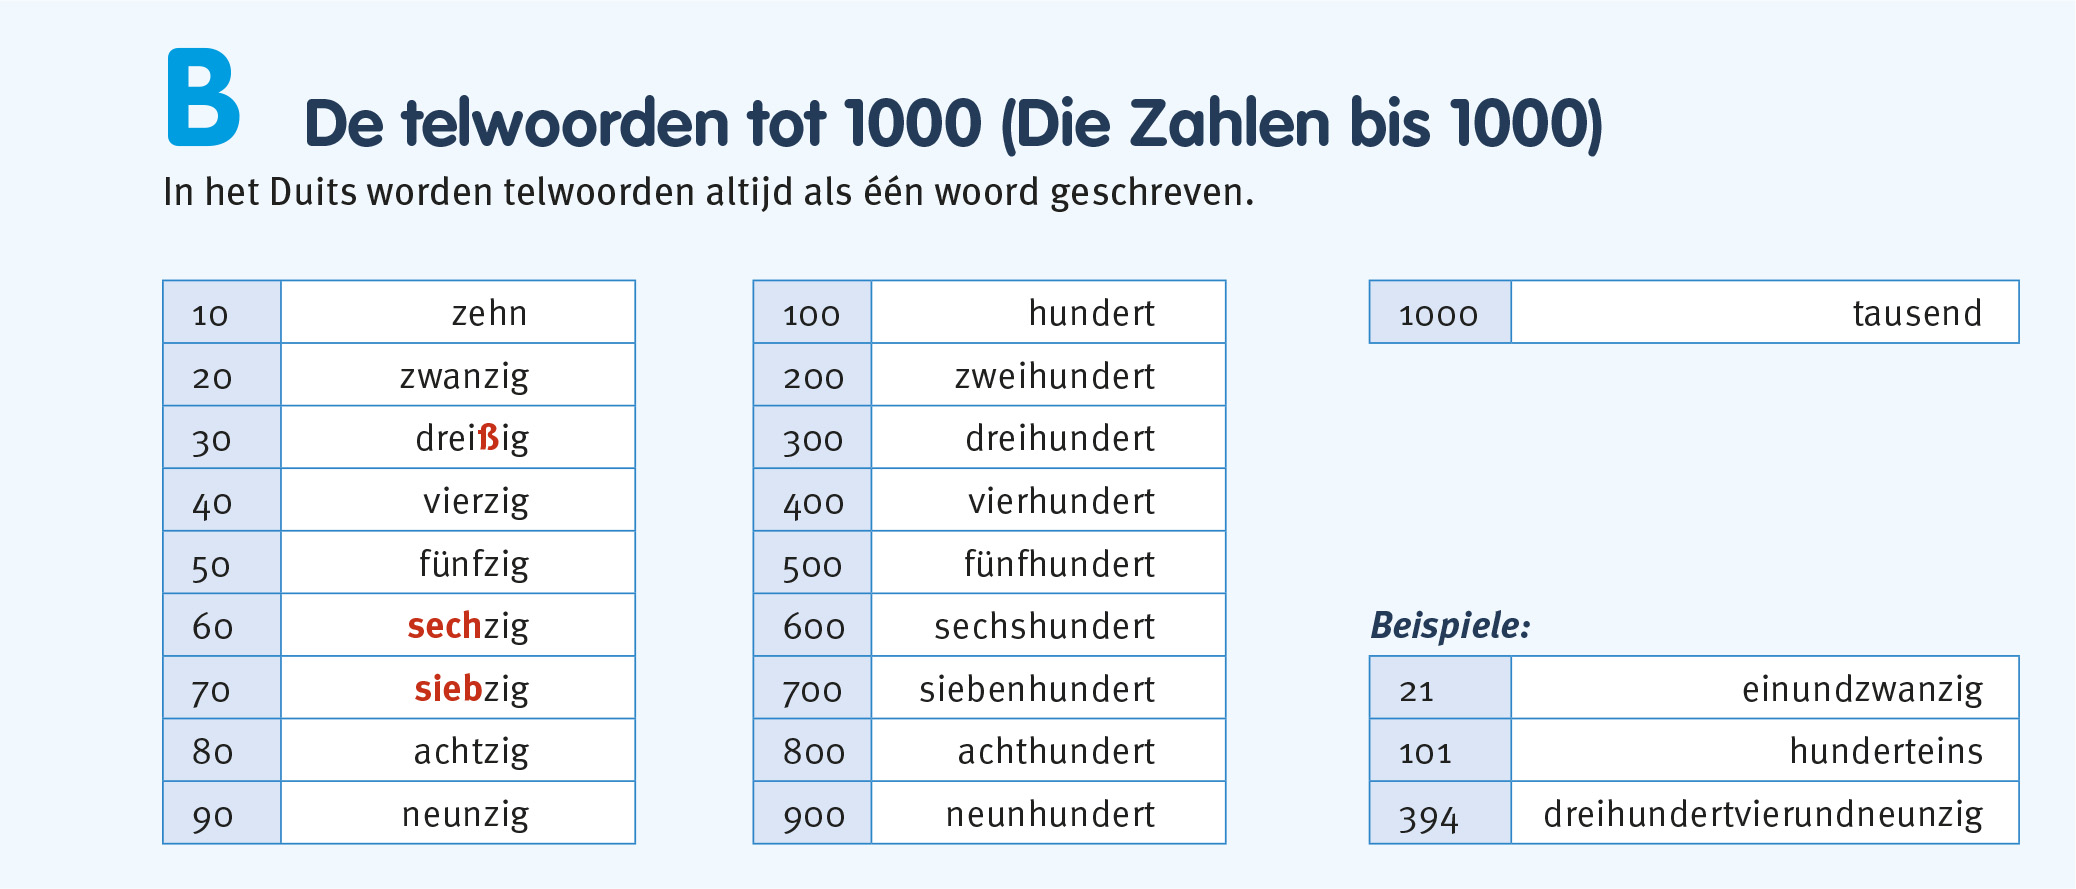 B De telwoorden tot 1000 (Die Zahlen bis 1000)
In het Duits worden telwoorden altijd als één woord geschreven.
10 zehn
20 zwanzig
30 dreißig
40 vierzig
50 fünfzig
60 sechzig
70 siebzig
80 achtzig
90 neunzig
100 hundert
200 zweihundert
300 dreihundert
400 vierhundert
500 fünfhundert
600 sechshundert
700 siebenhundert
800 achthundert
900 neunhundert
1000 tausend
Beispiele:
21 einundzwanzig
101 hunderteins
394 dreihundertvierundneunzig